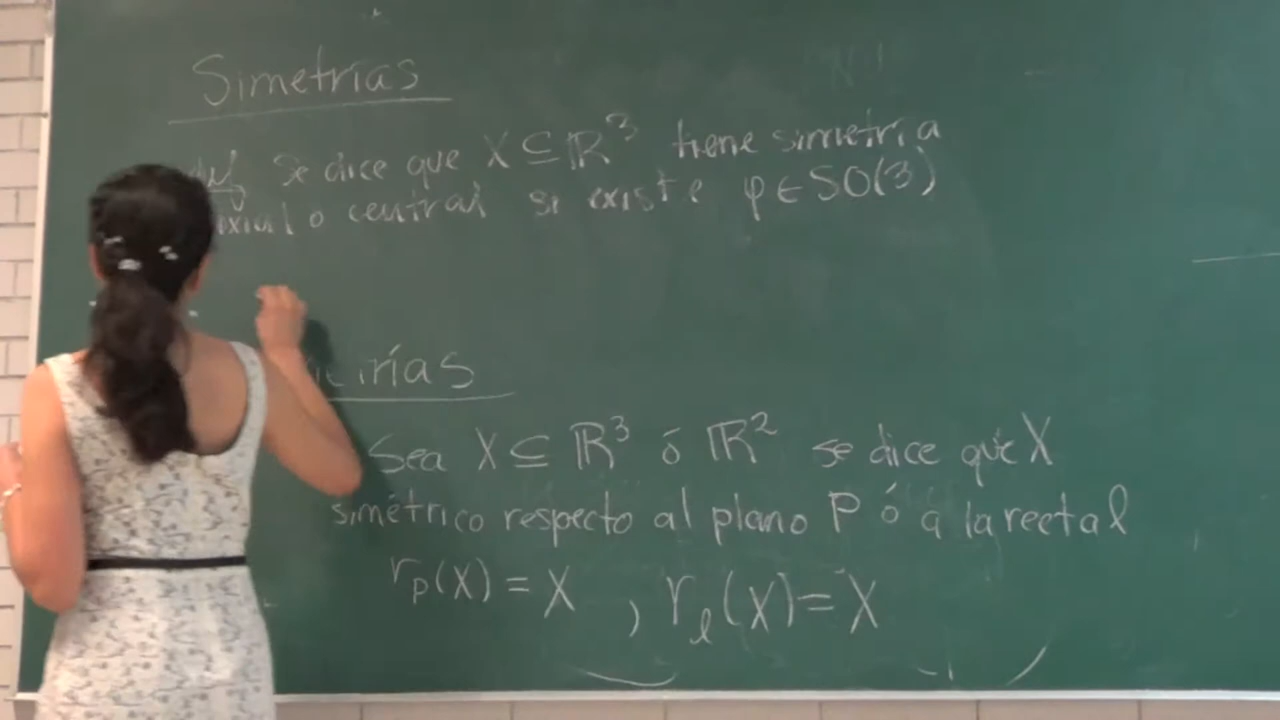 Simetrías
def Se dice que X ⊆ ℝ³ tiene simetría
axial o central si existe φ ∈ SO(3)
Sea X ⊆ ℝ³ ó ℝ² se dice que X
simétrico respecto al plano P ó a la recta l
r_P(X) = X , r_l(X) = X